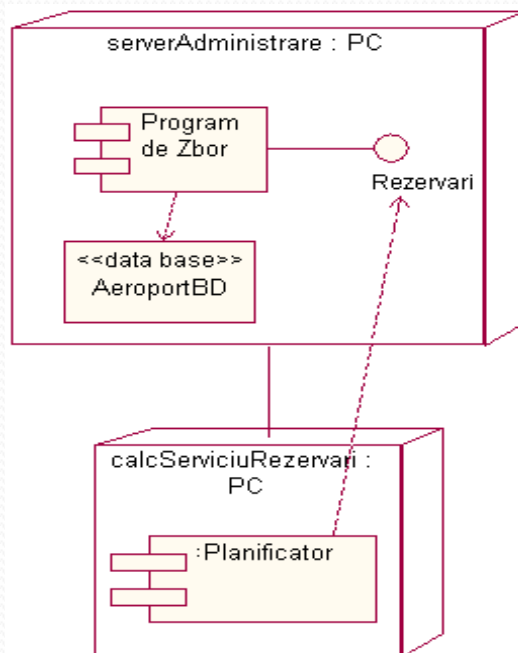 serverAdministrare : PC
Program
de Zbor
Rezervari
<<data base>>
AeroportBD
calcServiciuRezervari :
PC
:Planificator